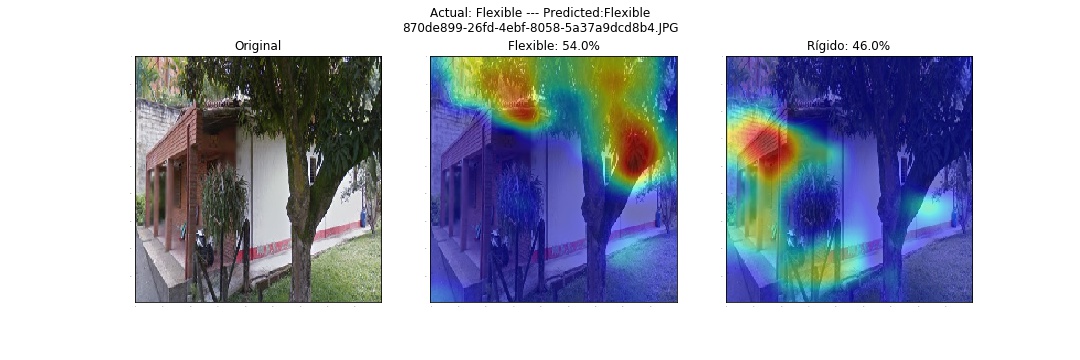 Actual: Flexible --- Predicted:Flexible
870de899-26fd-4ebf-8058-5a37a9dcd8b4.JPG
Original
Flexible: 54.0%
Rígido: 46.0%